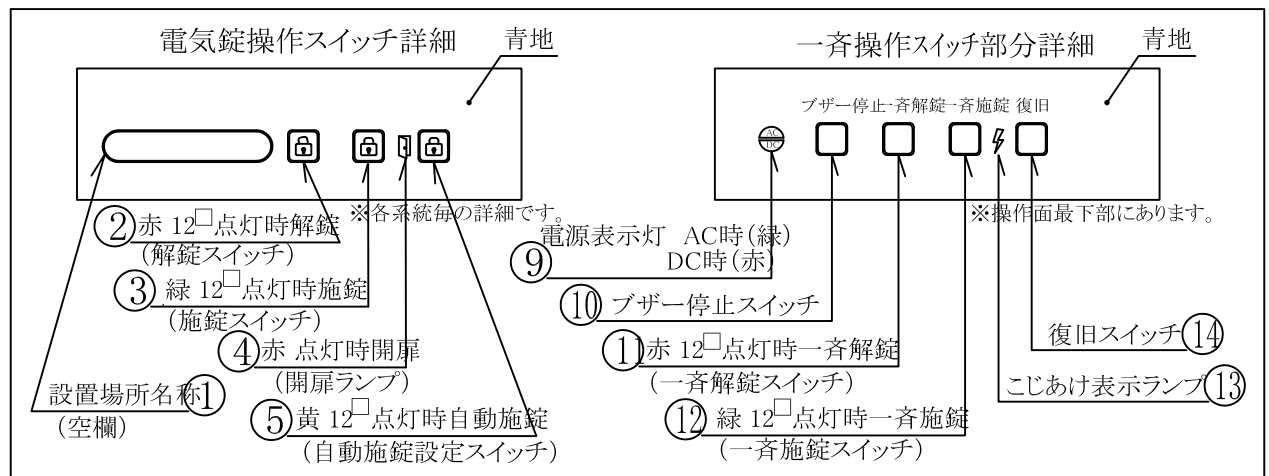 電気錠操作スイッチ詳細
青地
※各系統毎の詳細です。
② 赤 12□点灯時解錠
(解錠スイッチ)
③ 緑 12□点灯時施錠
(施錠スイッチ)
④ 赤 点灯時開扉
(開扉ランプ)
設置場所名称 ①
(空欄)
⑤ 黄 12□点灯時自動施錠
(自動施錠設定スイッチ)
一斉操作スイッチ部分詳細
青地
ブザー停止 一斉解錠 一斉施錠 復旧
AC
DC
※操作面最下部にあります。
⑨ 電源表示灯 AC時(緑)
DC時(赤)
⑩ ブザー停止スイッチ
⑪ 赤 12□点灯時一斉解錠
(一斉解錠スイッチ)
復旧スイッチ ⑭
こじあけ表示ランプ ⑬
⑫ 緑 12□点灯時一斉施錠
(一斉施錠スイッチ)